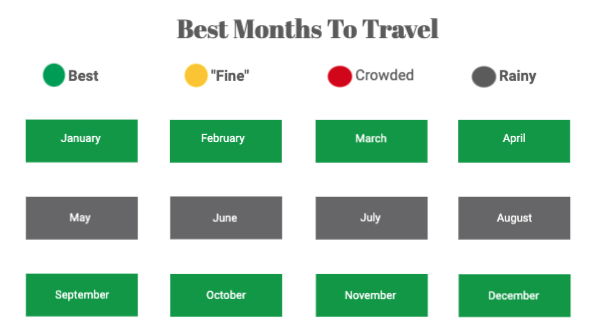 Best Months To Travel
Best "Fine" Crowded Rainy
January February March April
May June July August
September October November December